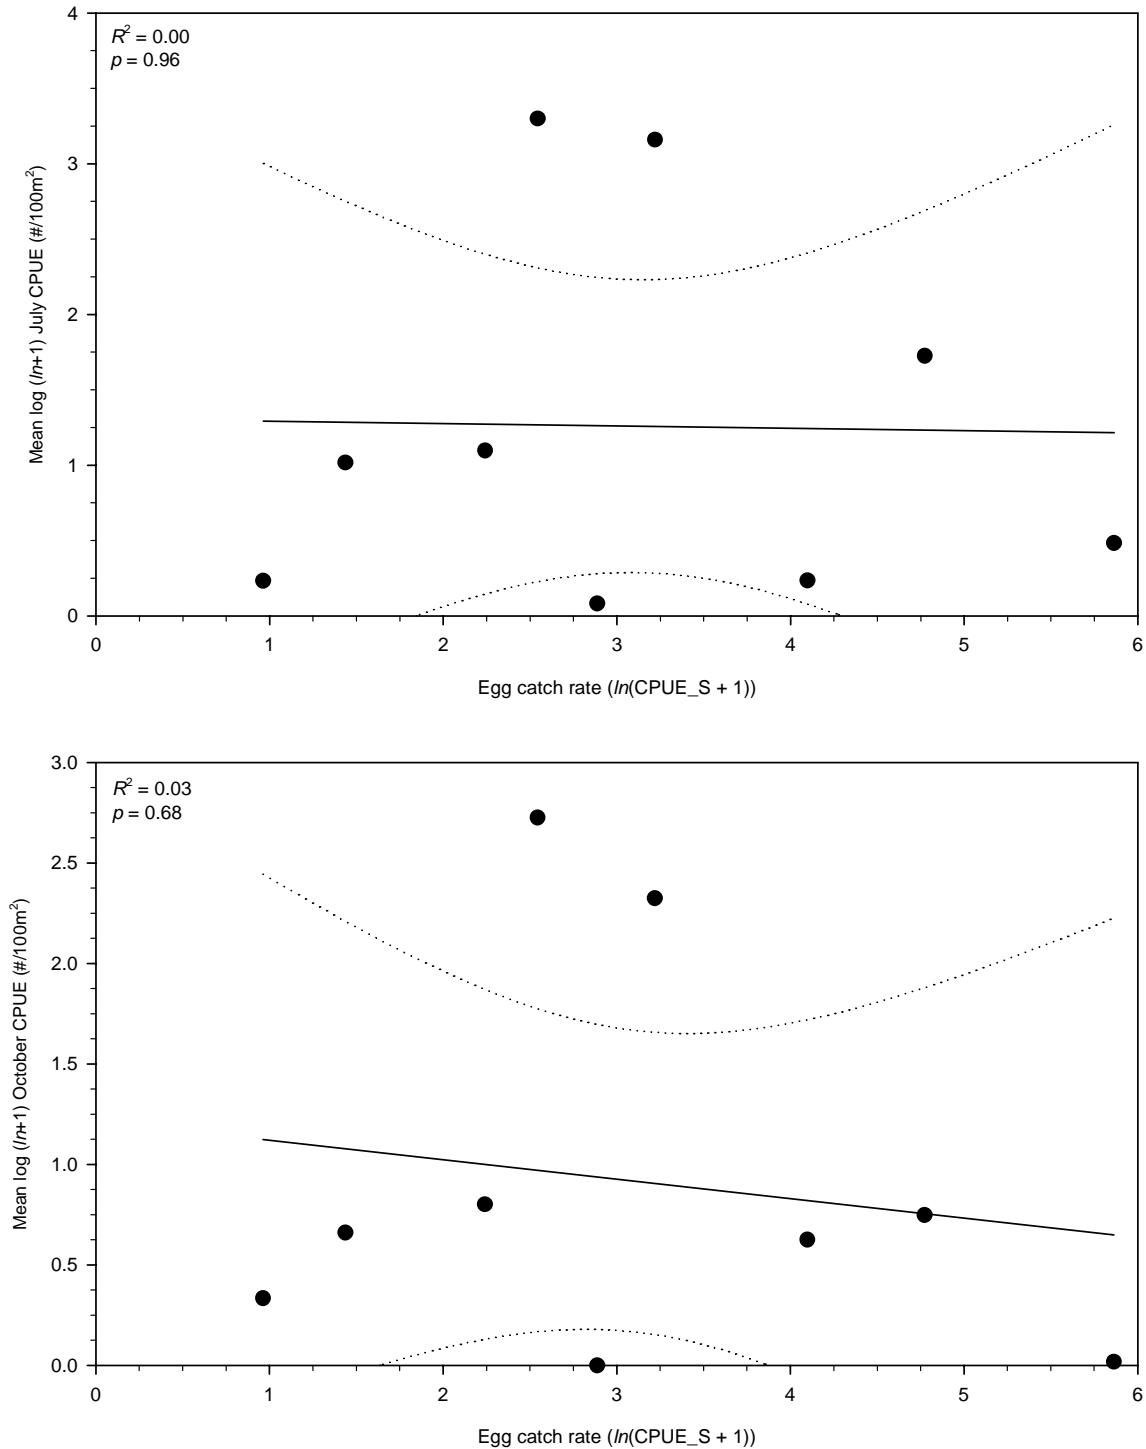 R² = 0.00
p = 0.96
Mean log (ln+1) July CPUE (#/100m²)
4
3
2
1
0
0 1 2 3 4 5 6
Egg catch rate (ln(CPUE_S + 1))
R² = 0.03
p = 0.68
Mean log (ln+1) October CPUE (#/100m²)
3.0
2.5
2.0
1.5
1.0
0.5
0.0
0 1 2 3 4 5 6
Egg catch rate (ln(CPUE_S + 1))